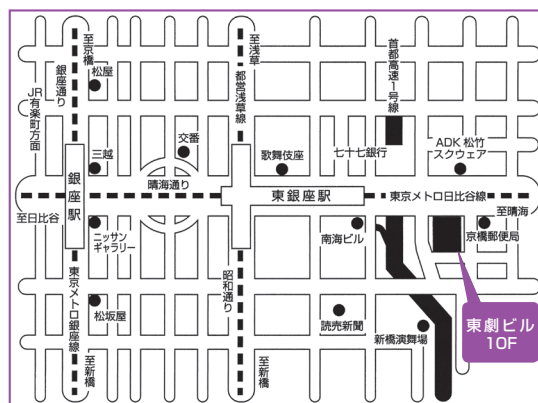 至京橋
銀座通り
松屋
JR有楽町方面
三越
銀座駅
至日比谷
ニッサン
ギャラリー
東京メトロ銀座線
松坂屋
至新橋
交番
晴海通り
至浅草
都営浅草線
歌舞伎座
東銀座駅
昭和通り
至新橋
七十七銀行
首都高速1号線
ADK 松竹
スクウェア
東京メトロ日比谷線
至晴海
京橋郵便局
南海ビル
読売新聞
新橋演舞場
東劇ビル
10F